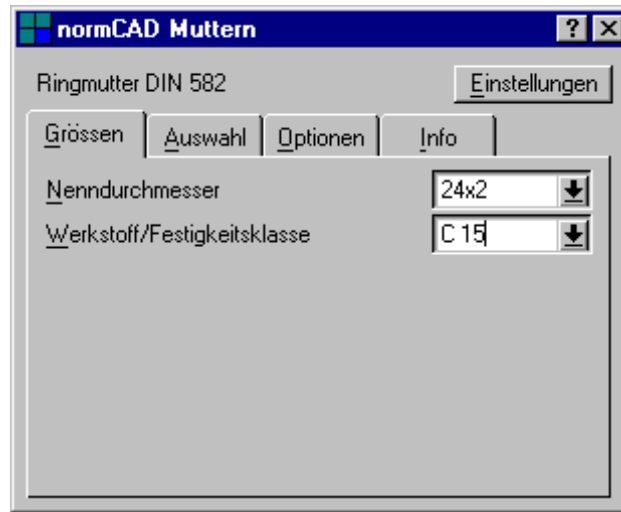 normCAD Muttern ? ×
Ringmutter DIN 582 Einstellungen
Grössen Auswahl Optionen Info
Nenndurchmesser 24x2
Werkstoff/Festigkeitsklasse C 15